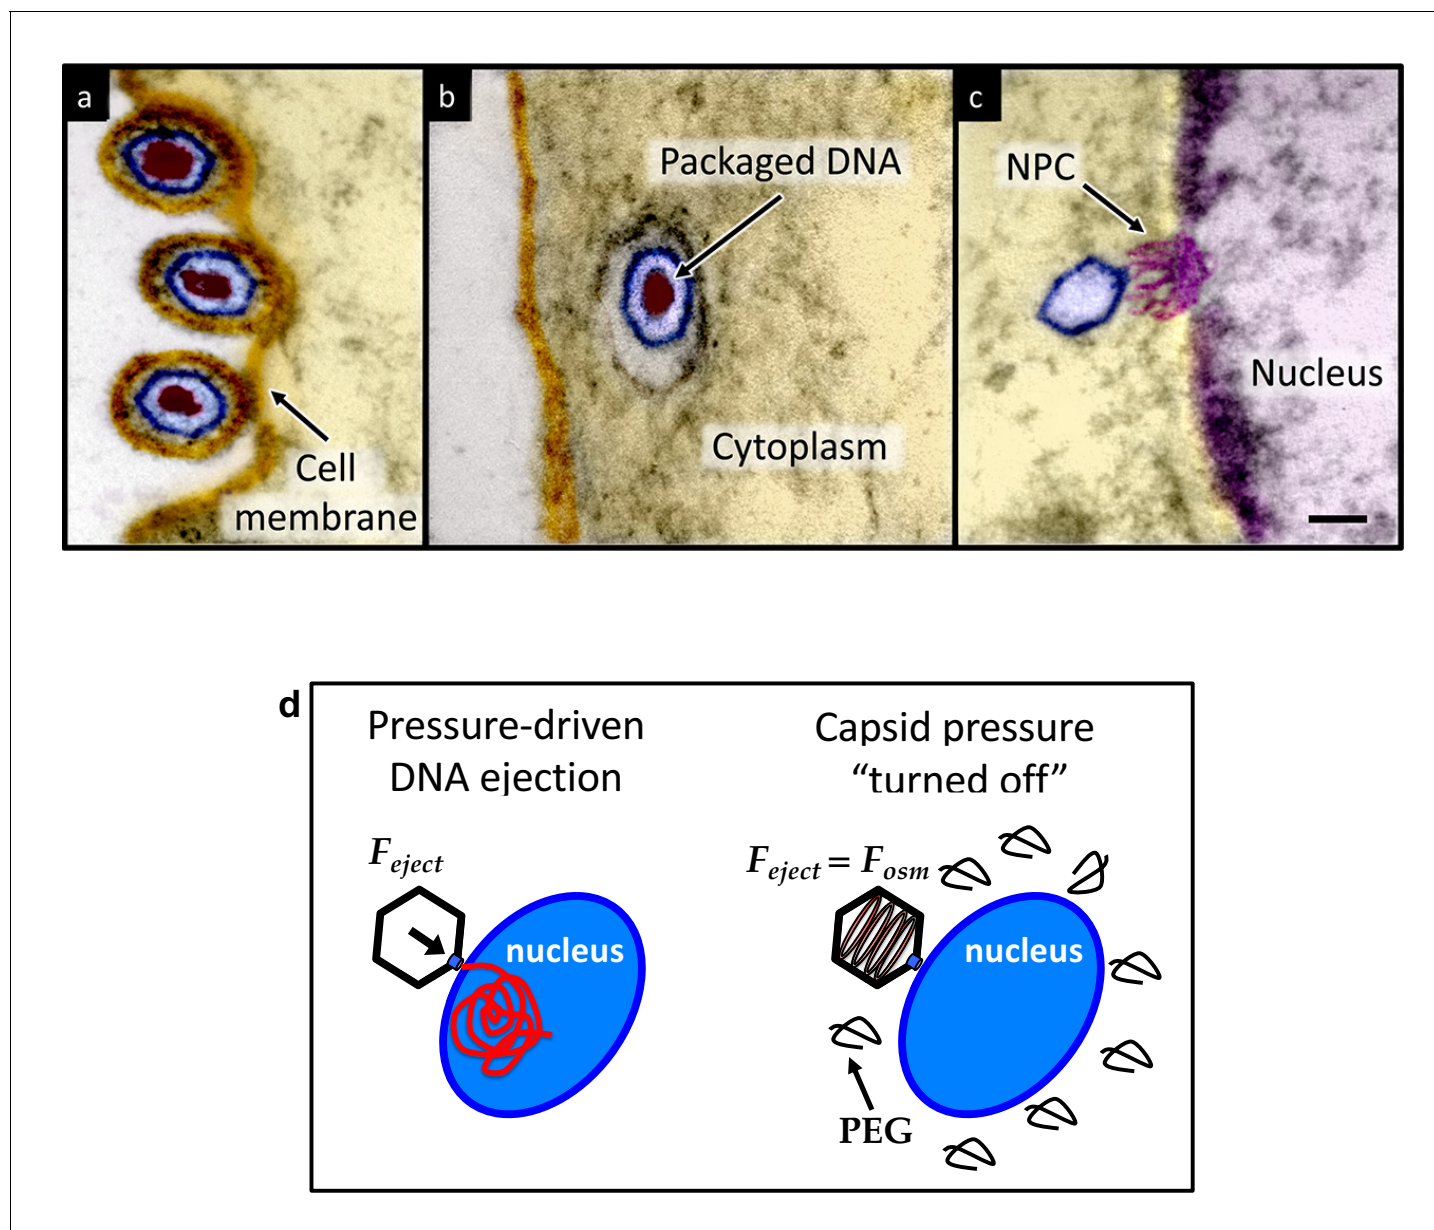 a
b
c
Packaged DNA
NPC
Cell
membrane
Cytoplasm
Nucleus
d
Pressure-driven
DNA ejection
Capsid pressure
“turned off”
Feject
Feject = Fosm
nucleus
nucleus
PEG